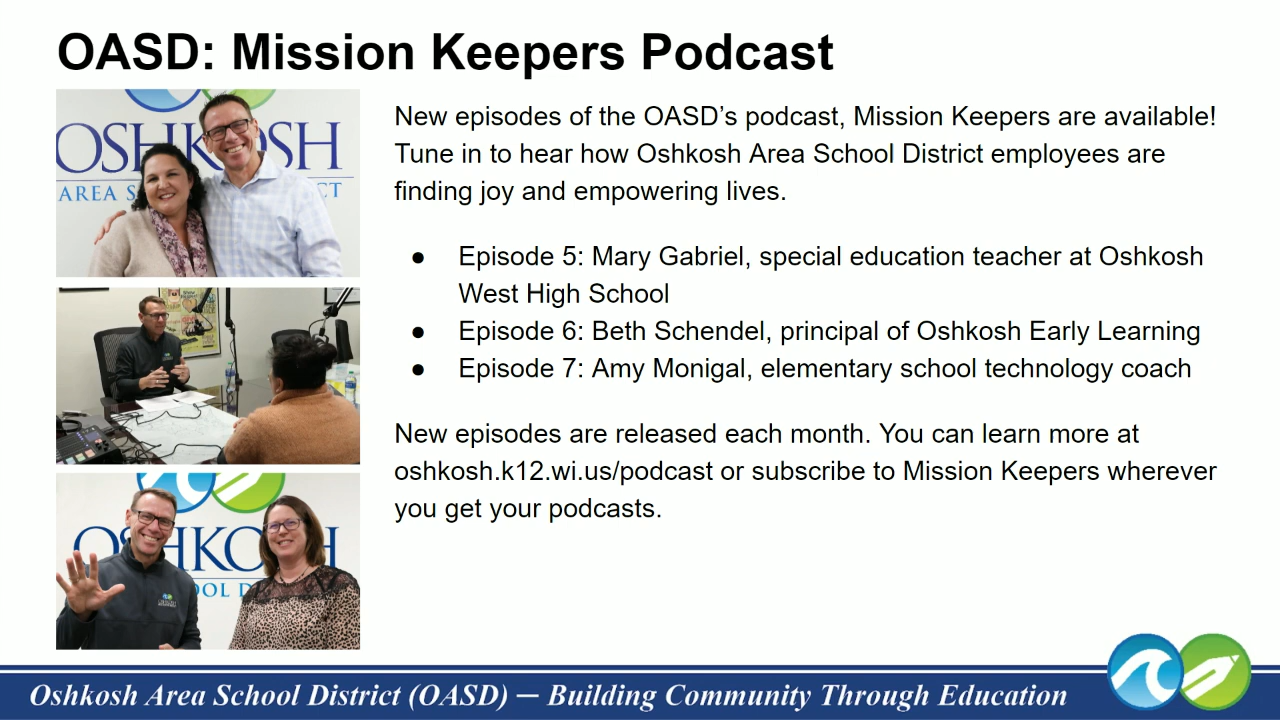 OASD: Mission Keepers Podcast
New episodes of the OASD’s podcast, Mission Keepers are available!
Tune in to hear how Oshkosh Area School District employees are
finding joy and empowering lives.
● Episode 5: Mary Gabriel, special education teacher at Oshkosh
West High School
● Episode 6: Beth Schendel, principal of Oshkosh Early Learning
● Episode 7: Amy Monigal, elementary school technology coach
New episodes are released each month. You can learn more at
oshkosh.k12.wi.us/podcast or subscribe to Mission Keepers wherever
you get your podcasts.
OSHKOSH
AREA S CT
OSHKOSH
OOL D
Oshkosh Area School District (OASD) — Building Community Through Education